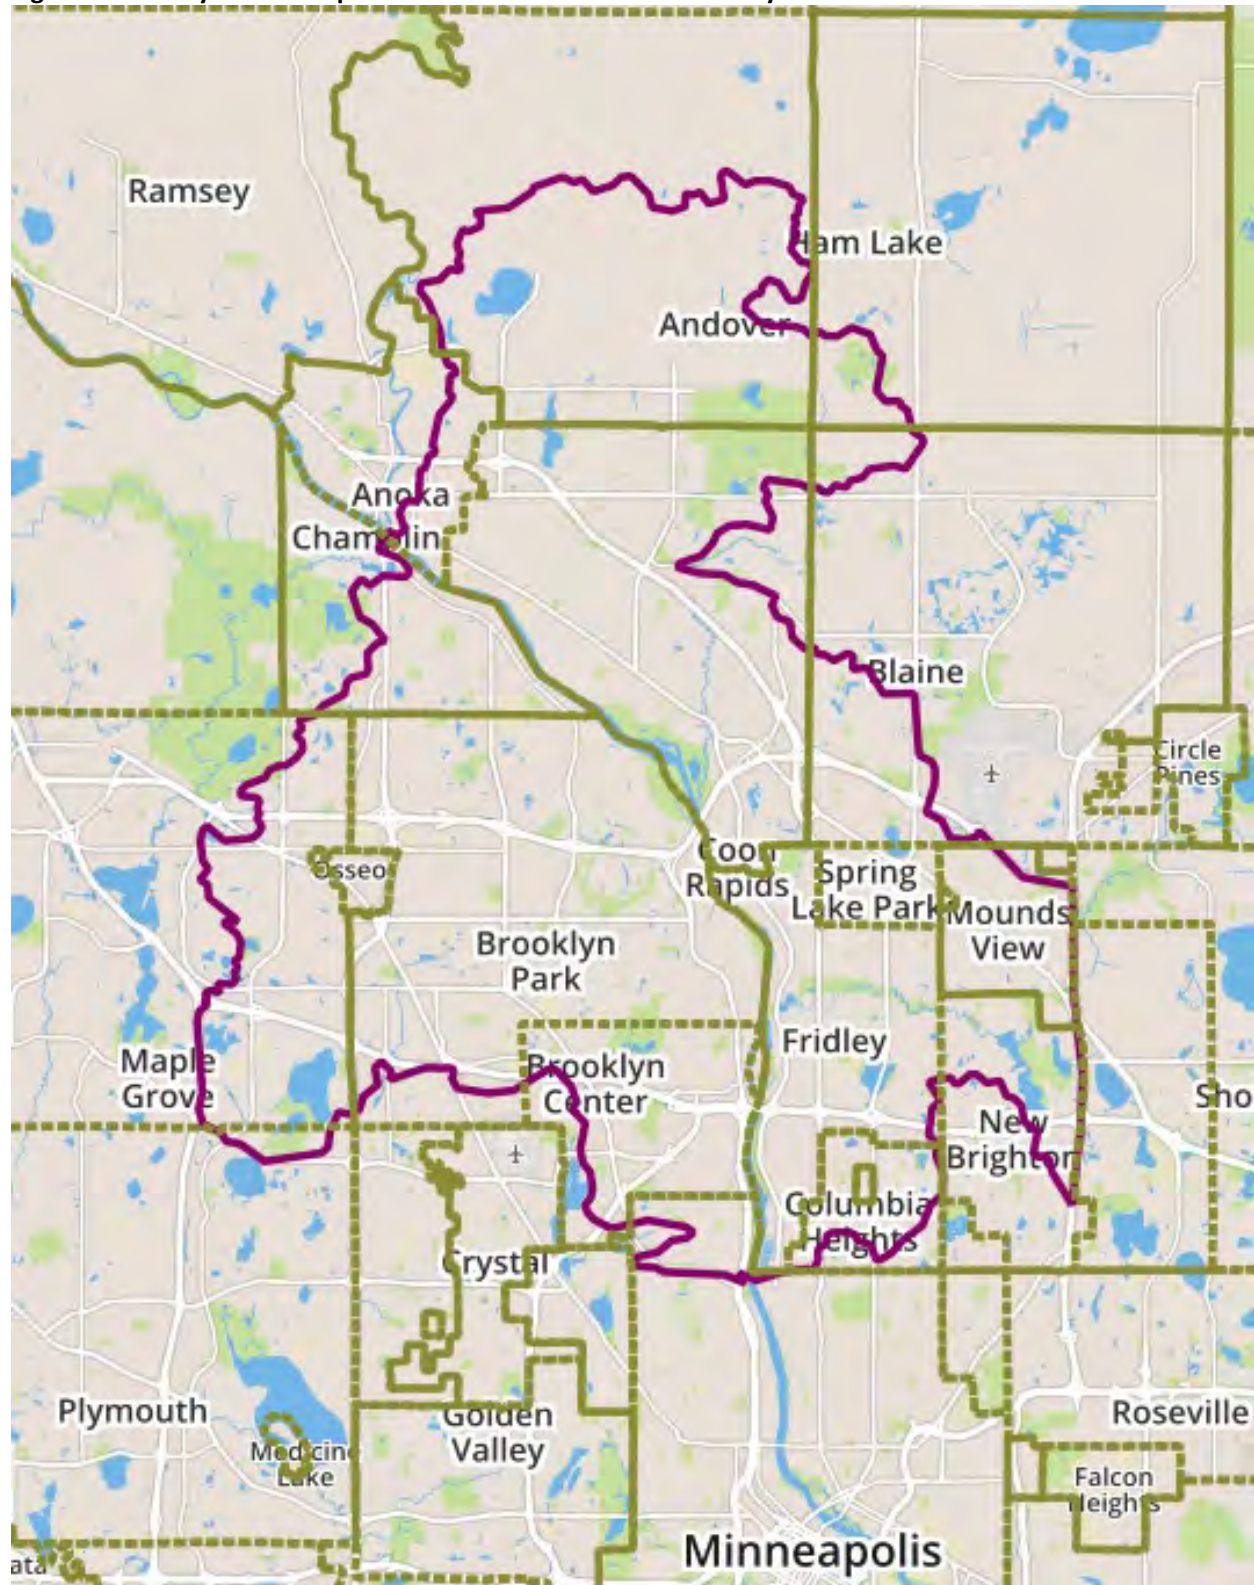 Ramsey
Ham Lake
Andover
Anoka
Champlin
Blaine
Circle
Pines
Coon
Rapids
Spring
Lake Park
Osseo
Mounds
View
Brooklyn
Park
Fridley
Maple
Grove
Brooklyn
Center
Sho
New
Brighton
Columbia
Heights
Crystal
Plymouth
Golden
Valley
Roseville
Medicine
Lake
Falcon
Heights
Minneapolis
ata